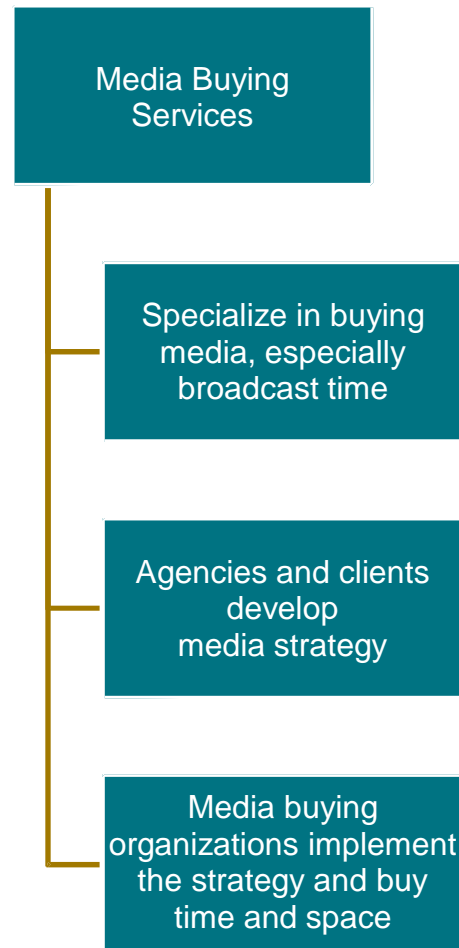 Media Buying
Services
Specialize in buying
media, especially
broadcast time
Agencies and clients
develop
media strategy
Media buying
organizations implement
the strategy and buy
time and space